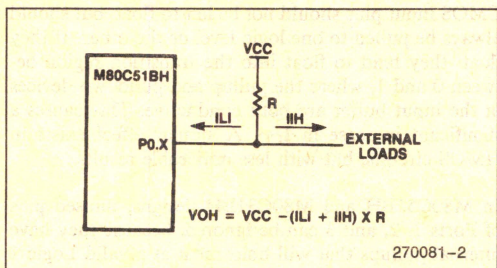 VCC
M80C51BH
R
ILI IIH
P0.X
EXTERNAL
LOADS
VOH = VCC -(ILI + IIH) X R
270081-2